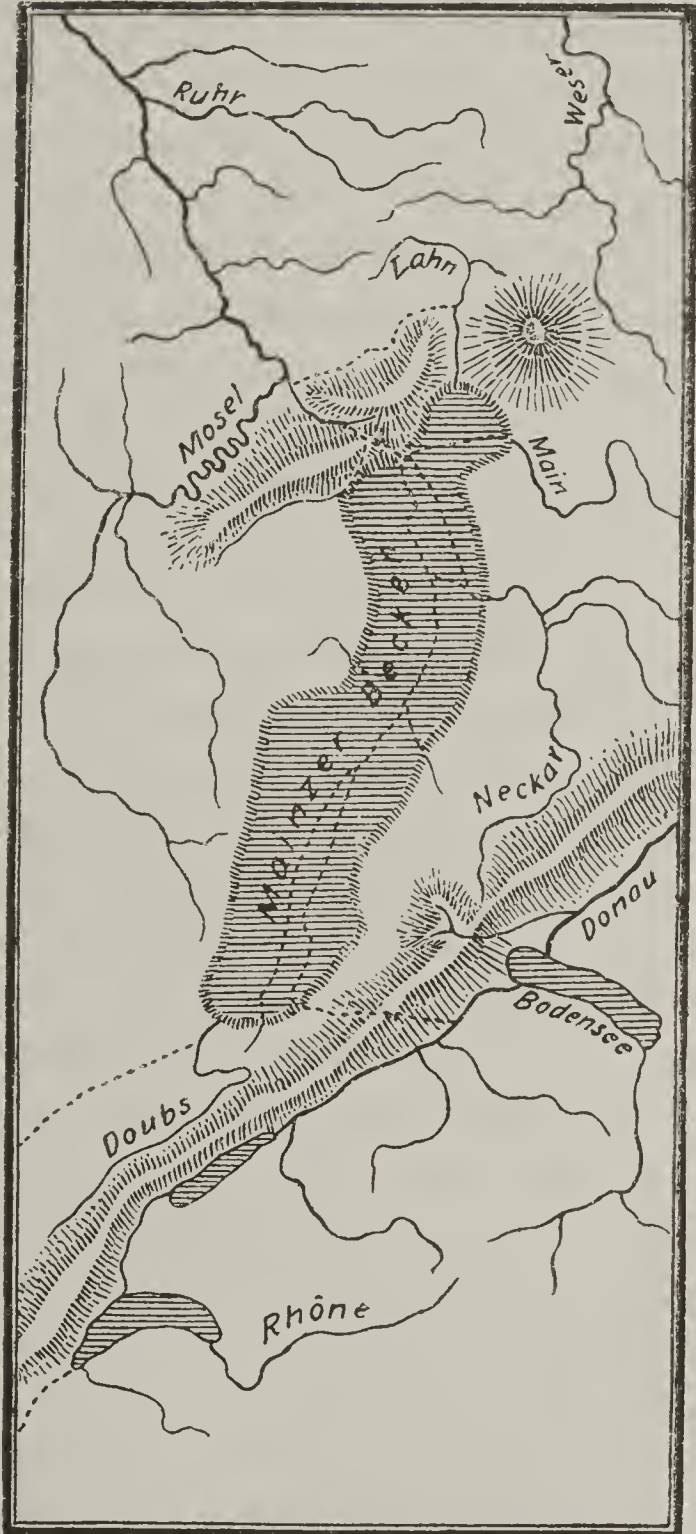 Ruhr
Weser
Lahn
Mosel
Main
Mainzer Becken
Neckar
Donau
Bodensee
Doubs
Rhône